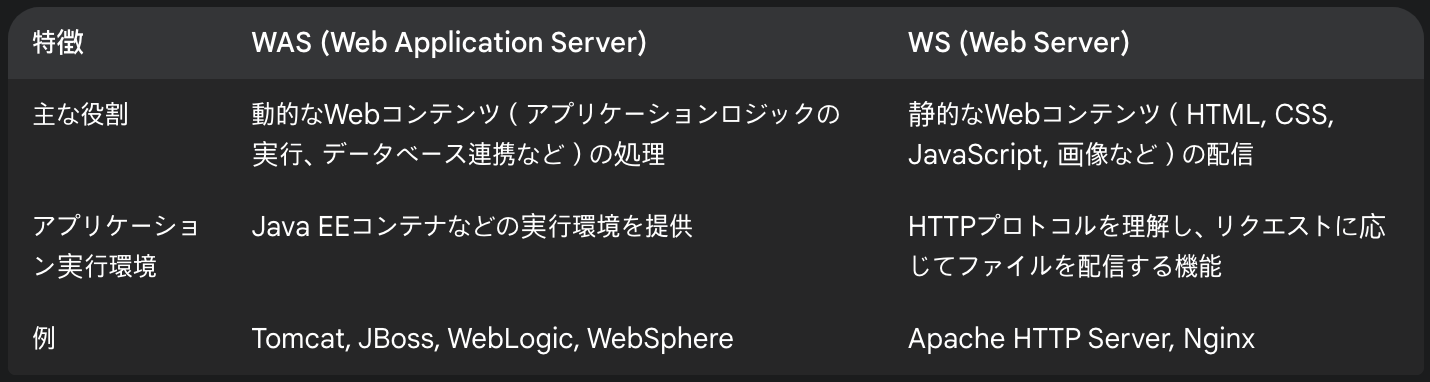 特徴 WAS (Web Application Server) WS (Web Server)
主な役割 動的なWebコンテンツ ( アプリケーションロジックの実行、データベース連携など ) の処理 静的なWebコンテンツ ( HTML, CSS, JavaScript, 画像など ) の配信
アプリケーション実行環境 Java EEコンテナなどの実行環境を提供 HTTPプロトコルを理解し、リクエストに応じてファイルを配信する機能
例 Tomcat, JBoss, WebLogic, WebSphere Apache HTTP Server, Nginx